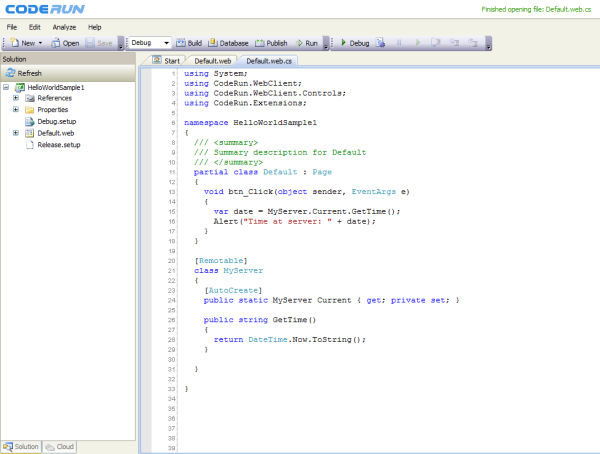 CODERUN
Finished opening file: Default.web.cs
File Edit Analyze Help
New Open Save Debug Build Database Publish Run Debug
Solution
Refresh
HelloWorldSample1
References
Properties
Debug.setup
Default.web
Release.setup
Solution Cloud
Start Default.web Default.web.cs
1 using System;
2 using CodeRun.WebClient;
3 using CodeRun.WebClient.Controls;
4 using CodeRun.Extensions;
5
6 namespace HelloWorldSample1
7 {
8 /// <summary>
9 /// Summary description for Default
10 /// </summary>
11 partial class Default : Page
12 {
13 void btn_Click(object sender, EventArgs e)
14 {
15 var date = MyServer.Current.GetTime();
16 Alert("Time at server: " + date);
17 }
18 }
19
20 [Remotable]
21 class MyServer
22 {
23 [AutoCreate]
24 public static MyServer Current { get; private set; }
25
26 public string GetTime()
27 {
28 return DateTime.Now.ToString();
29 }
30
31 }
32
33 }
34
35
36
37
38
39